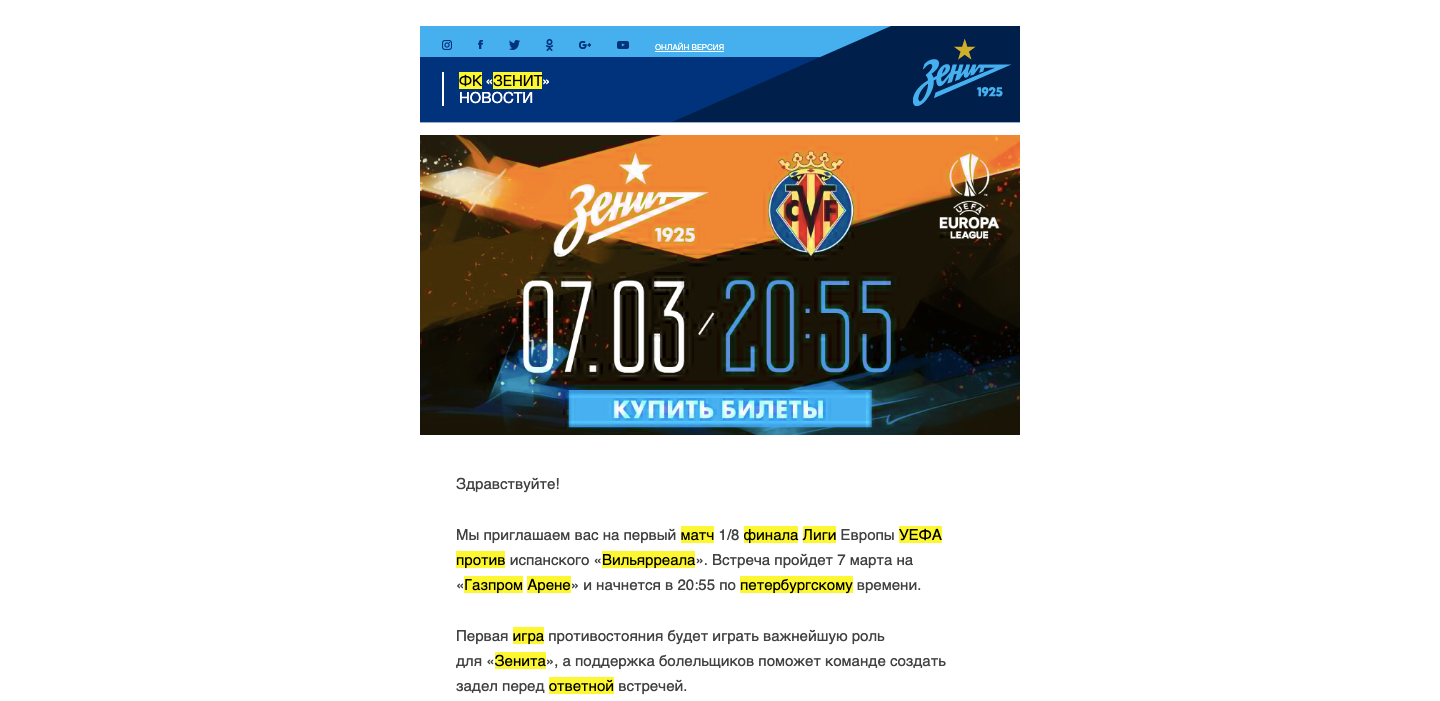 ОНЛАЙН ВЕРСИЯ
ФК «ЗЕНИТ»
НОВОСТИ
Зенит
1925
Зенит
1925
CVF
UEFA
EUROPA
LEAGUE
07.03/20:55
КУПИТЬ БИЛЕТЫ
Здравствуйте!
Мы приглашаем вас на первый матч 1/8 финала Лиги Европы УЕФА
против испанского «Вильярреала». Встреча пройдет 7 марта на
«Газпром Арене» и начнется в 20:55 по петербургскому времени.
Первая игра противостояния будет играть важнейшую роль
для «Зенита», а поддержка болельщиков поможет команде создать
задел перед ответной встречей.